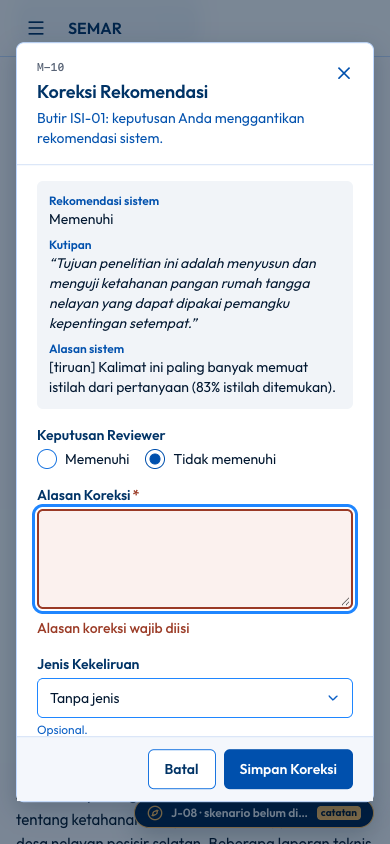 SEMAR
M–10
Koreksi Rekomendasi
Butir ISI-01: keputusan Anda menggantikan
rekomendasi sistem.
Rekomendasi sistem
Memenuhi
Kutipan
“Tujuan penelitian ini adalah menyusun dan
menguji ketahanan pangan rumah tangga
nelayan yang dapat dipakai pemangku
kepentingan setempat.”
Alasan sistem
[tiruan] Kalimat ini paling banyak memuat
istilah dari pertanyaan (83% istilah ditemukan).
Keputusan Reviewer
Memenuhi Tidak memenuhi
Alasan Koreksi *
Alasan koreksi wajib diisi
Jenis Kekeliruan
Tanpa jenis
Opsional.
Batal Simpan Koreksi
J-08 · skenario belum di... catatan
tentang ketahanan
desa nelayan pesisir selatan. Beberapa laporan teknis